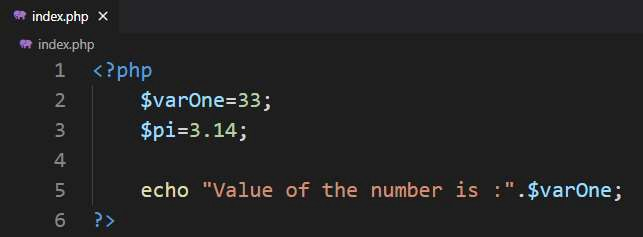 index.php ×
index.php
1 <?php
2 $varOne=33;
3 $pi=3.14;
4
5 echo "Value of the number is :".$varOne;
6 ?>